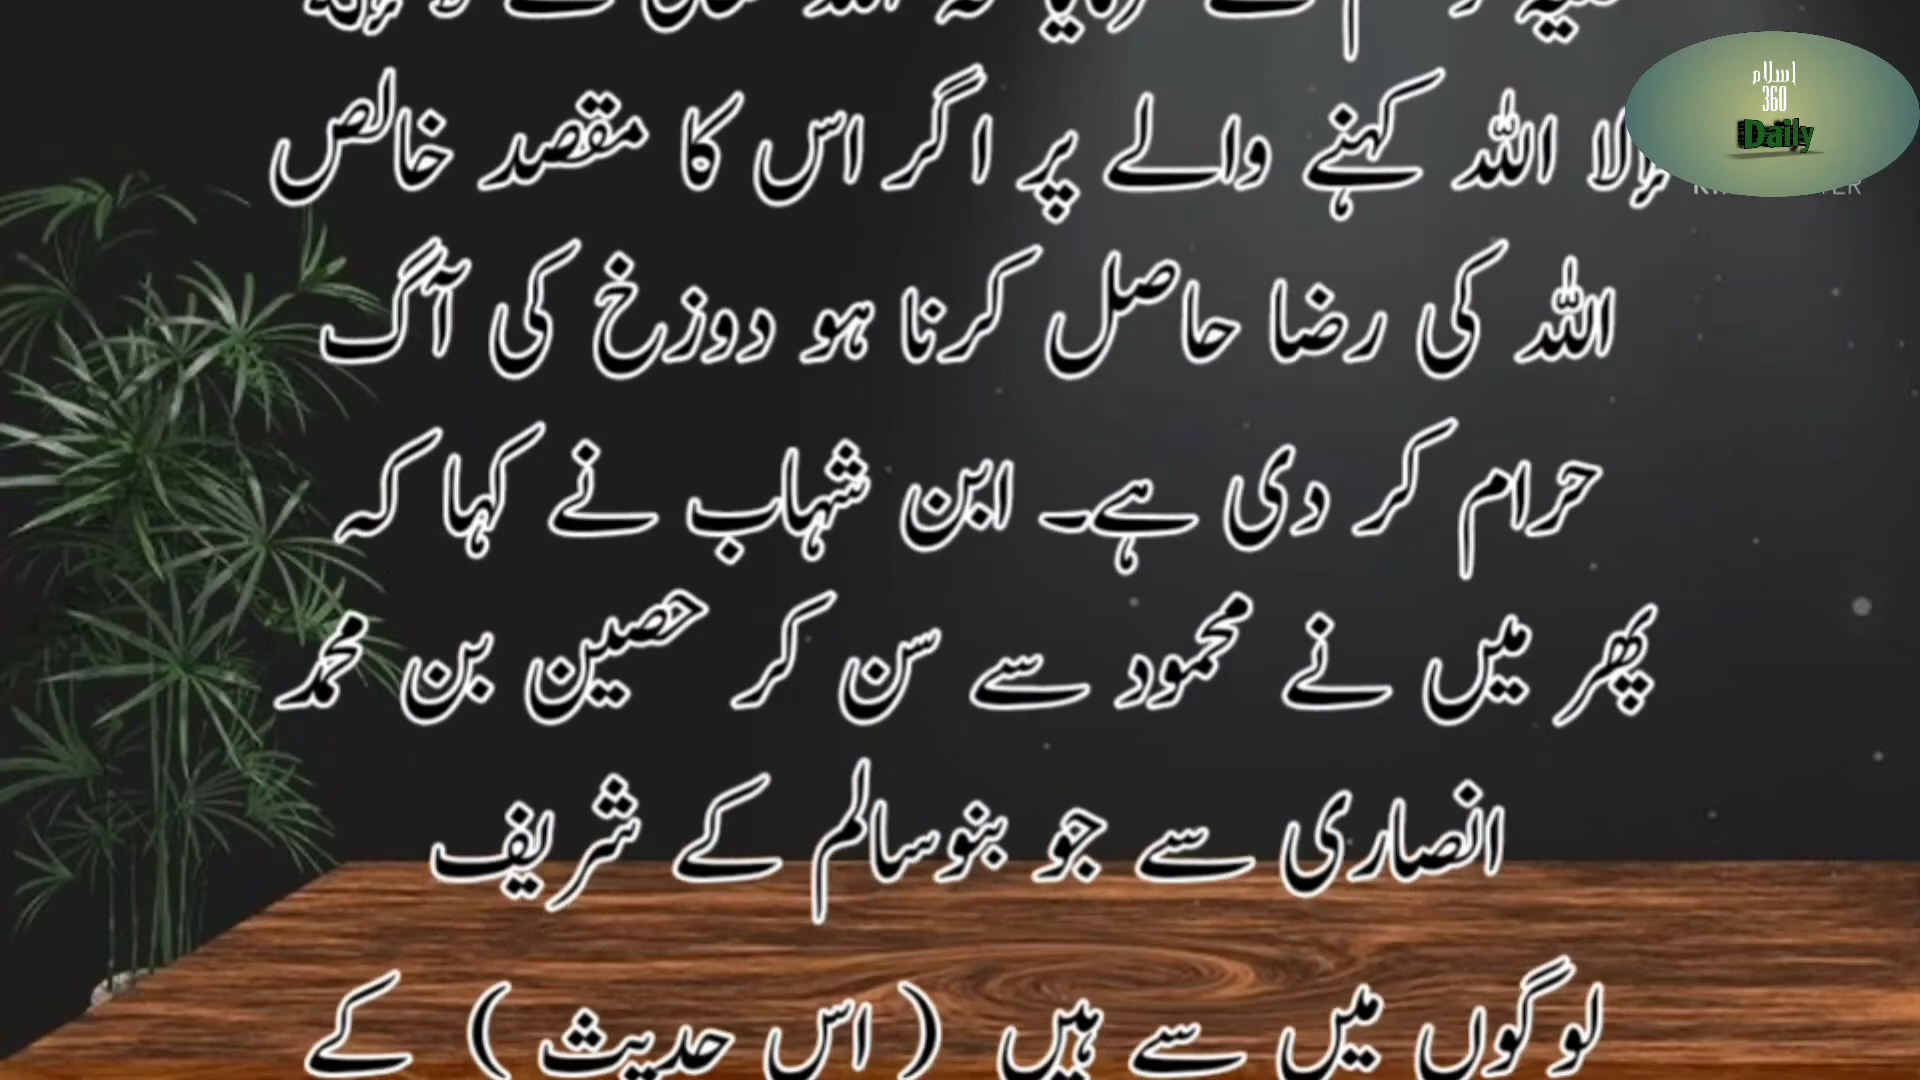 إلا اللہ کہنے والے پر اگر اس کا مقصد خالص
اللہ کی رضا حاصل کرنا ہو دوزخ کی آگ
حرام کر دی ہے۔ ابن شہاب نے کہا کہ
پھر میں نے محمود سے سن کر حصین بن محمد
انصاری سے جو بنوسالم کے شریف
لوگوں میں سے ہیں ( اس حدیث ) کے
اسلام
360
Daily